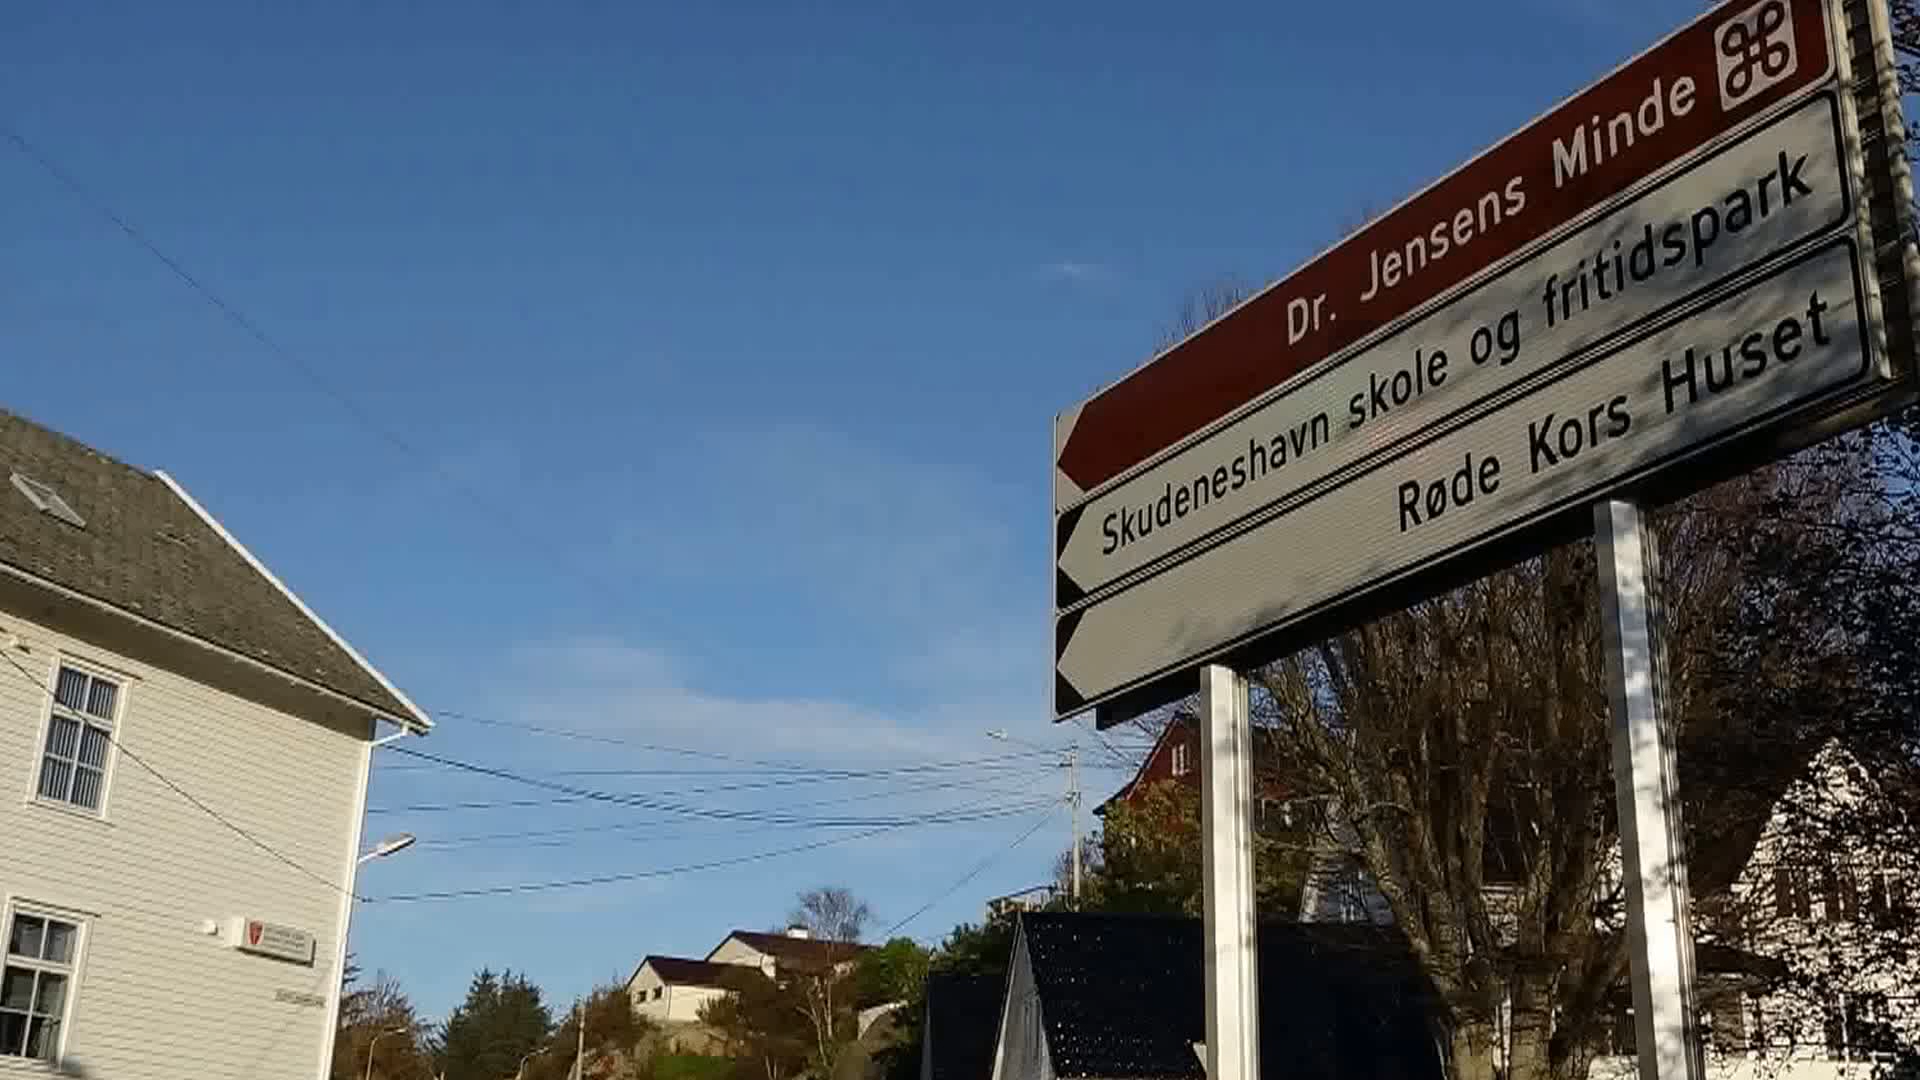 Dr. Jensens Minde
Skudeneshavn skole og fritidspark
Røde Kors Huset